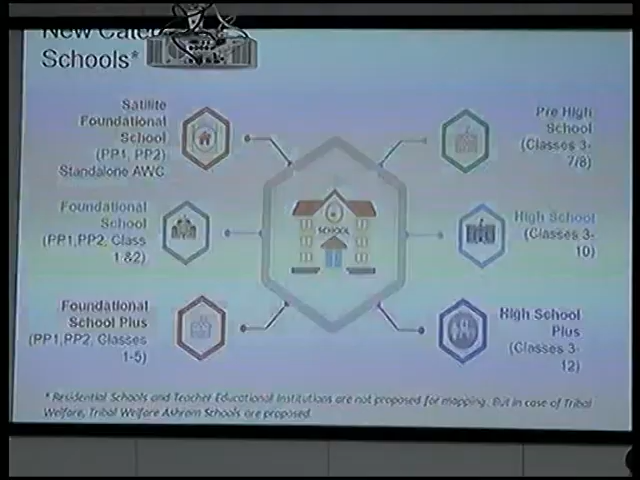 New
Schools*
Satilite
Foundational
School
(PP1, PP2)
Standalone AWC
Foundational
School
(PP1,PP2, Class
1 &2)
Foundational
School Plus
(PP1,PP2, Classes
1-5)
SCHOOL
Pre High
School
(Classes 3-
7/8)
High School
(Classes 3-
10)
High School
Plus
(Classes 3-
12)
* Residential Schools and Teacher Educational Institutions are not proposed for mapping. But in case of Tribal
Welfare, Tribal Welfare Ashram Schools are proposed.